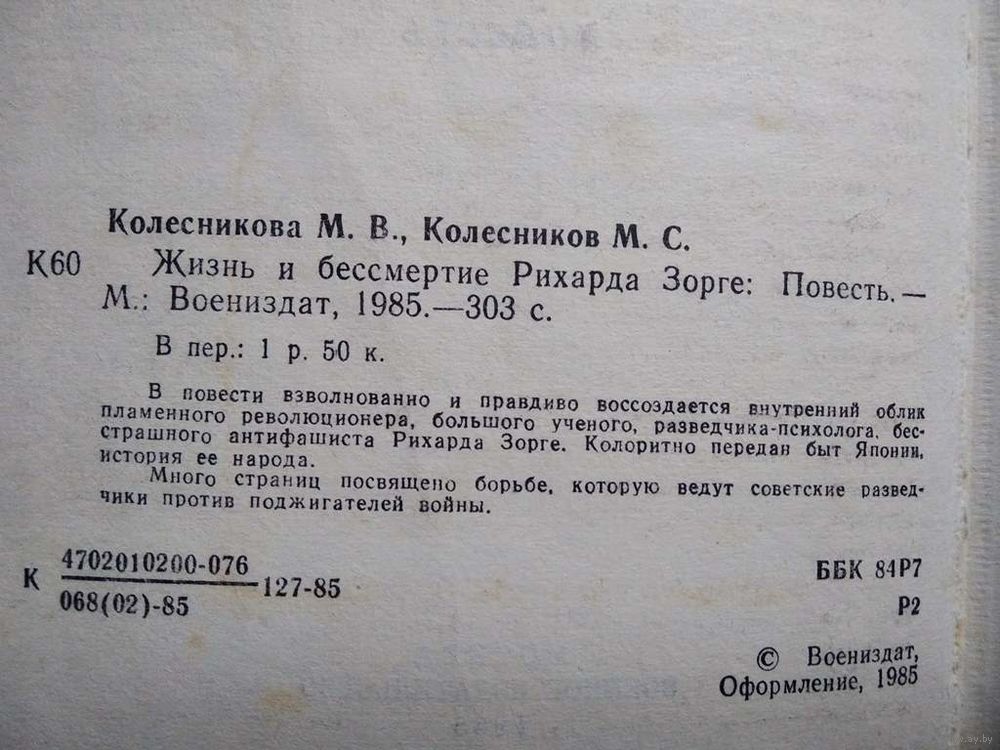 Колесникова М. В., Колесников М. С.
К60 Жизнь и бессмертие Рихарда Зорге: Повесть.—
М.: Воениздат, 1985.—303 с.
В пер.: 1 р. 50 к.
В повести взволнованно и правдиво воссоздается внутренний облик
пламенного революционера, большого ученого, разведчика-психолога, бес-
страшного антифашиста Рихарда Зорге. Колоритно передан быт Японии,
история ее народа.
Много страниц посвящено борьбе, которую ведут советские развед-
чики против поджигателей войны.
К 4702010200-076
068(02)-85
127-85
ББК 84Р7
Р2
© Воениздат,
Оформление, 1985